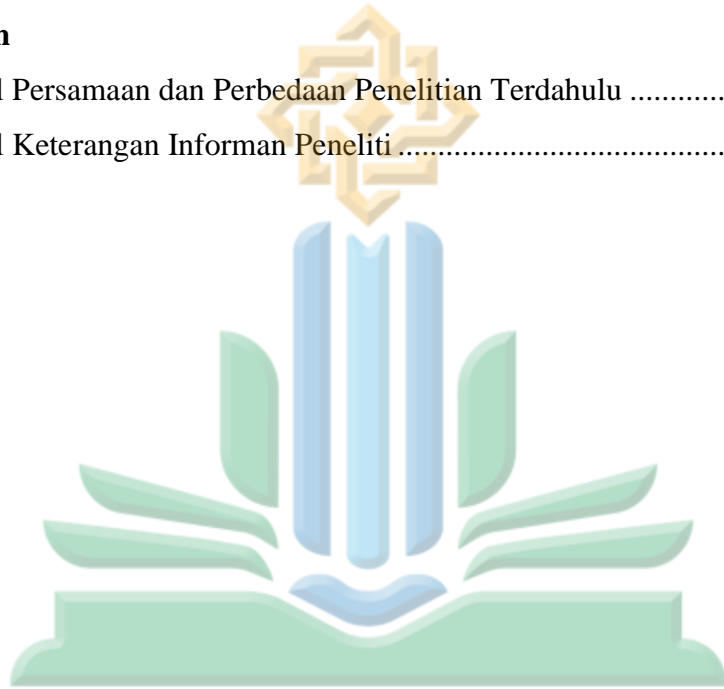 n
l Persamaan dan Perbedaan Penelitian Terdahulu ............
l Keterangan Informan Peneliti .....................................